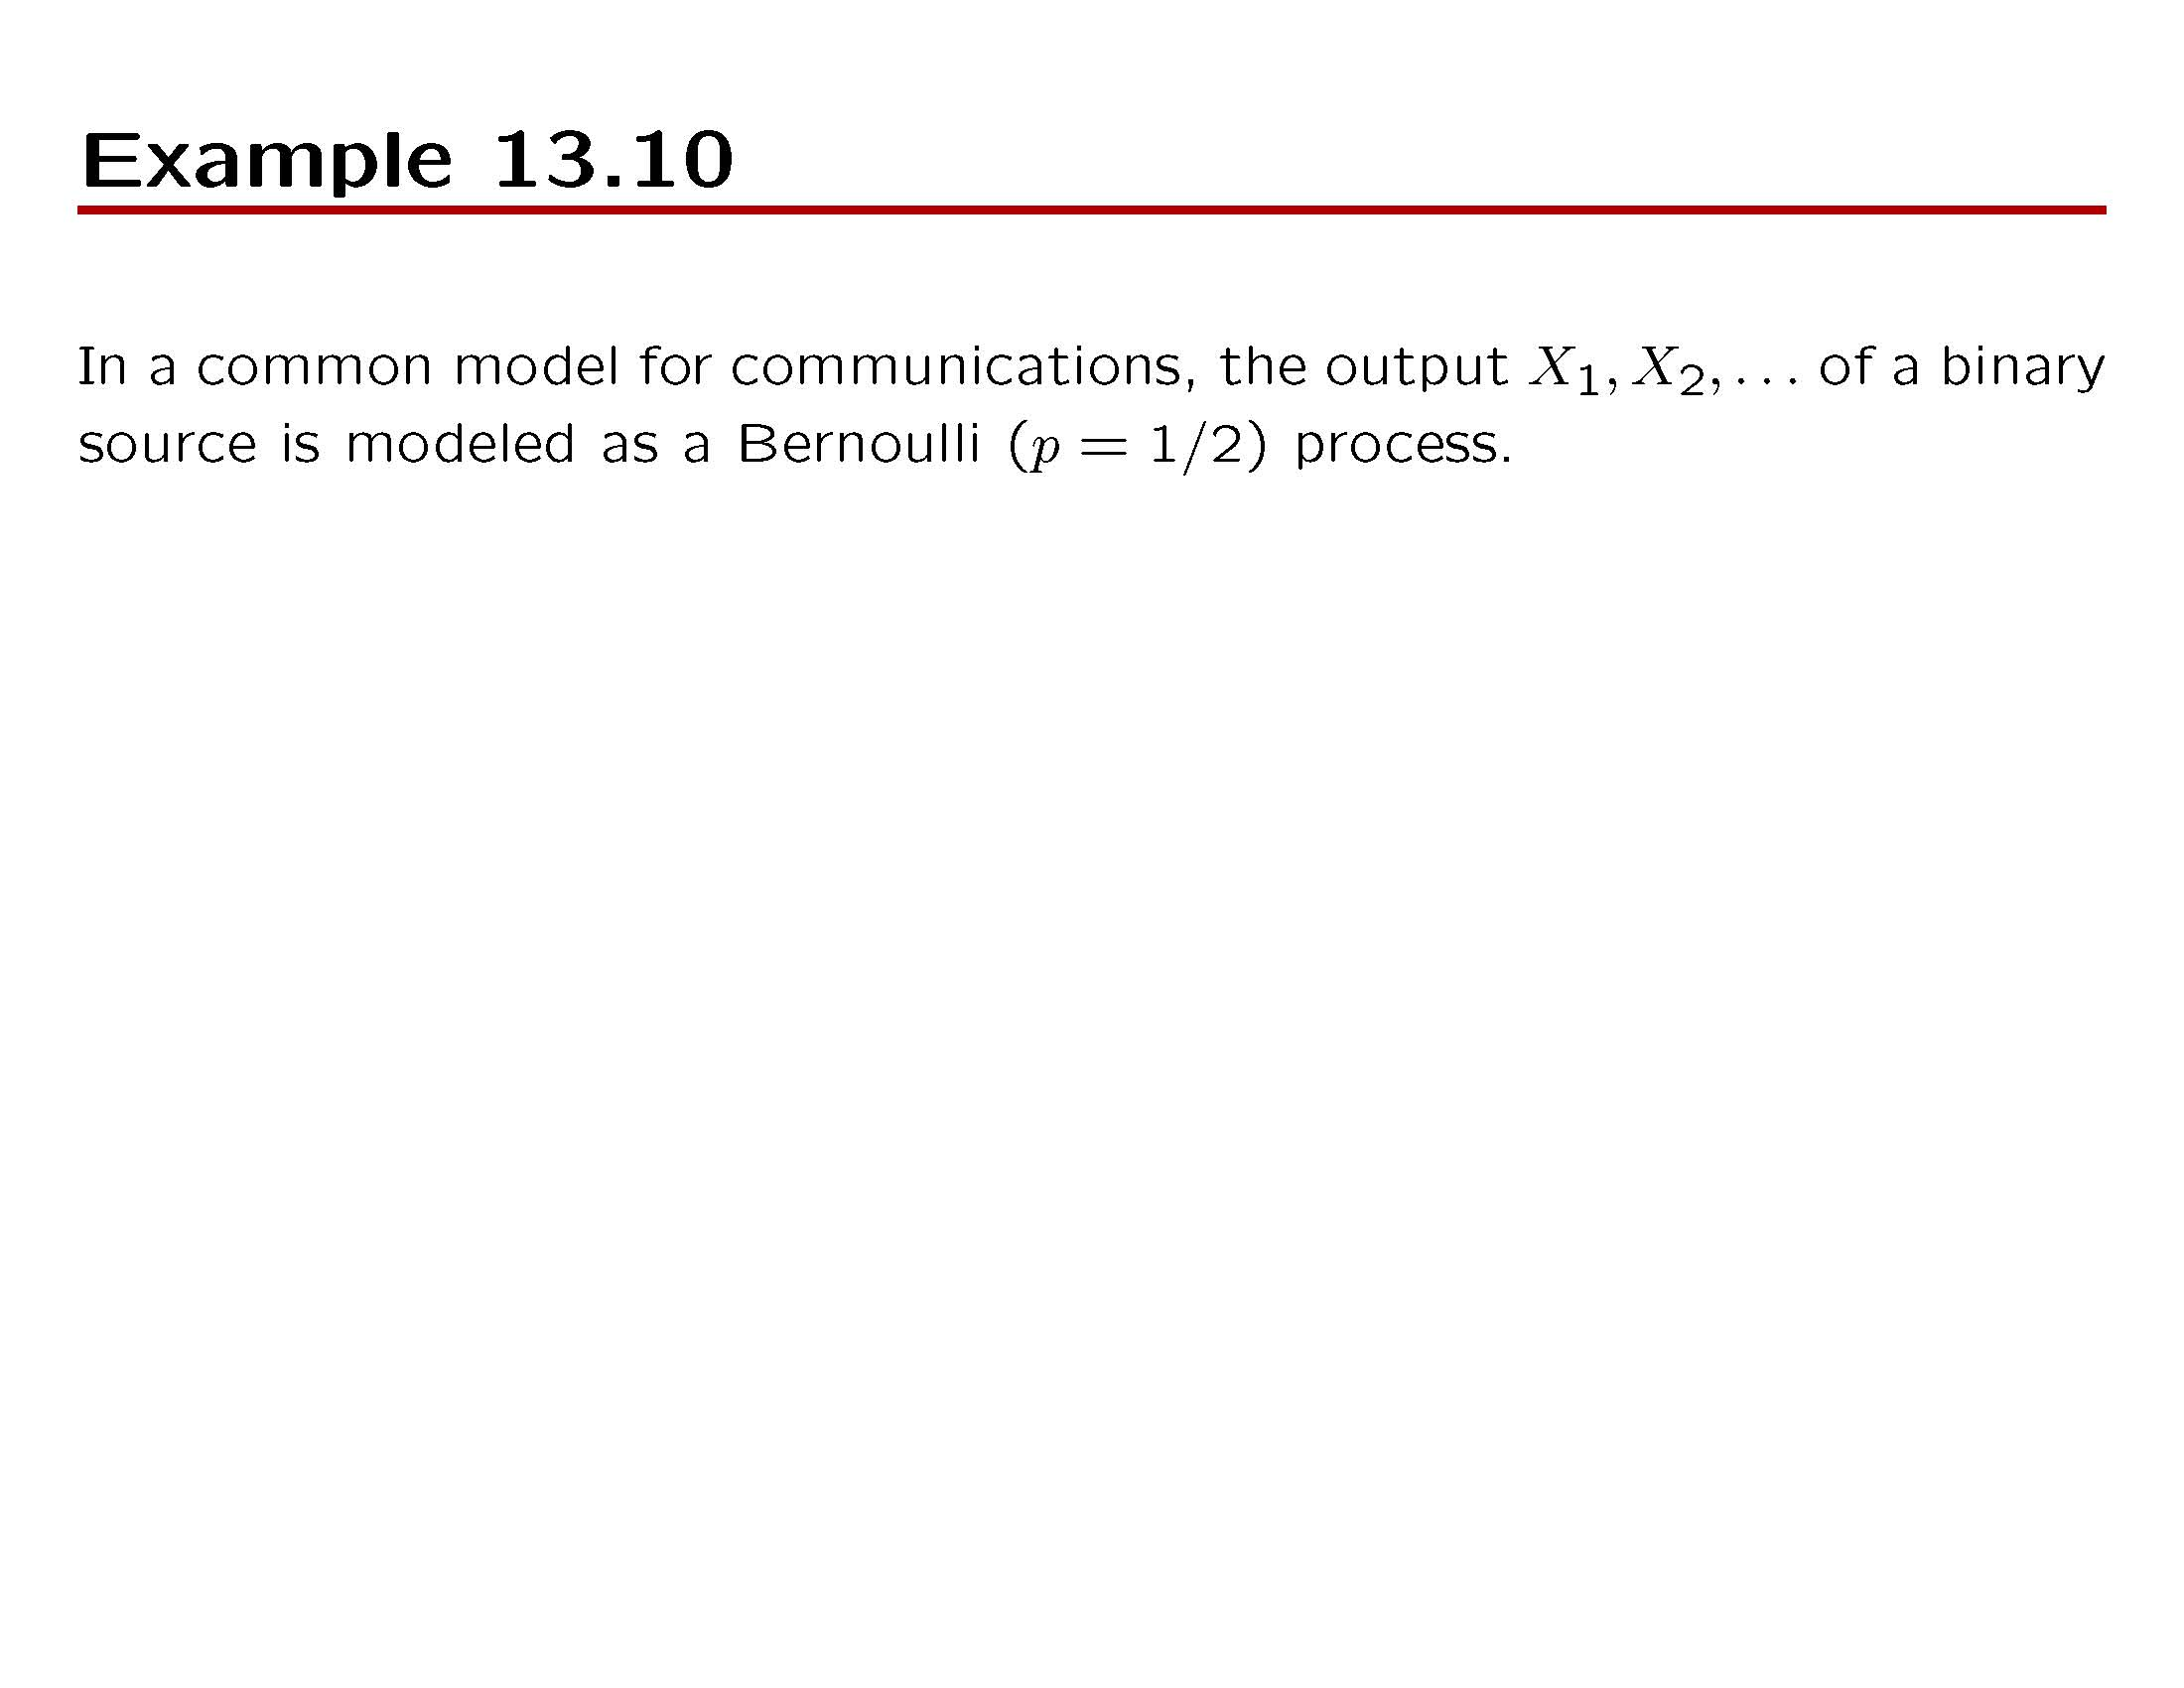 Example 13.10
In a common model for communications, the output X₁, X₂, . . . of a binary
source is modeled as a Bernoulli (p = 1/2) process.